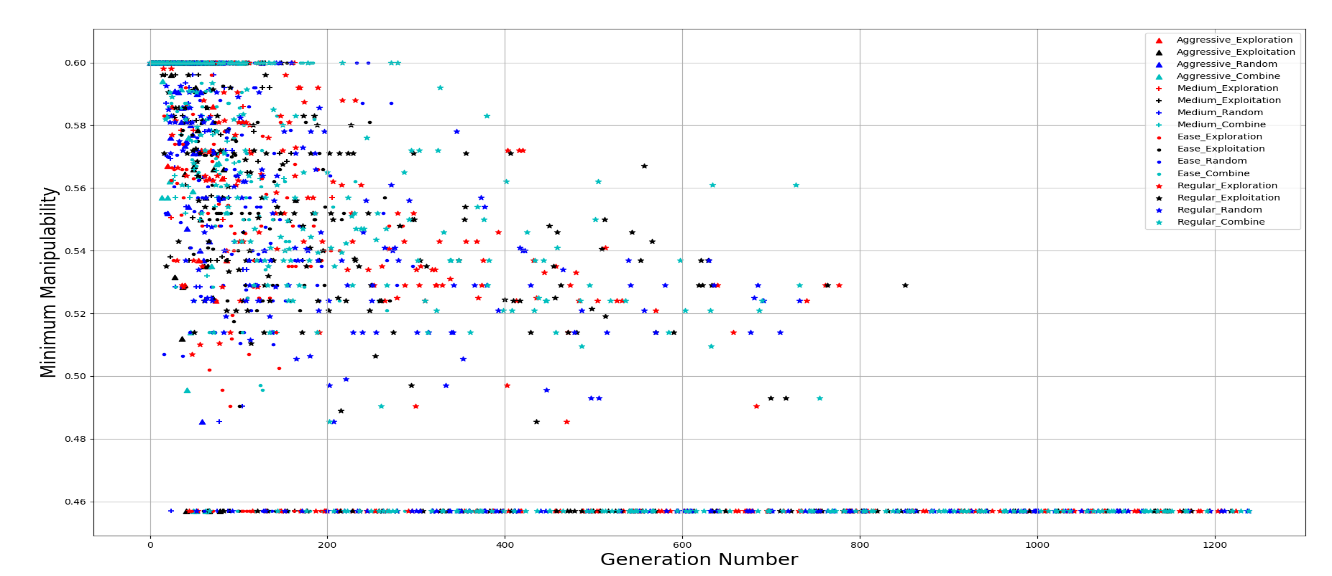 0.60
0.58
0.56
0.54
0.52
0.50
0.48
0.46
Minimum Manipulability
0
200
400
600
800
1000
1200
Generation Number
Aggressive_Exploration
Aggressive_Exploitation
Aggressive_Random
Aggressive_Combine
Medium_Exploration
Medium_Exploitation
Medium_Random
Medium_Combine
Ease_Exploration
Ease_Exploitation
Ease_Random
Ease_Combine
Regular_Exploration
Regular_Exploitation
Regular_Random
Regular_Combine